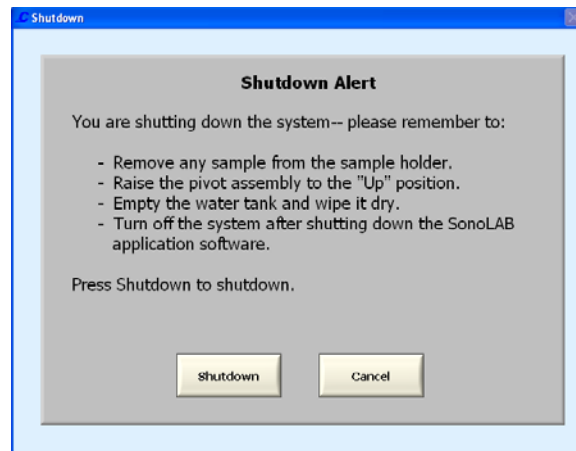 C Shutdown
Shutdown Alert
You are shutting down the system-- please remember to:
- Remove any sample from the sample holder.
- Raise the pivot assembly to the "Up" position.
- Empty the water tank and wipe it dry.
- Turn off the system after shutting down the SonoLAB
application software.
Press Shutdown to shutdown.
Shutdown Cancel